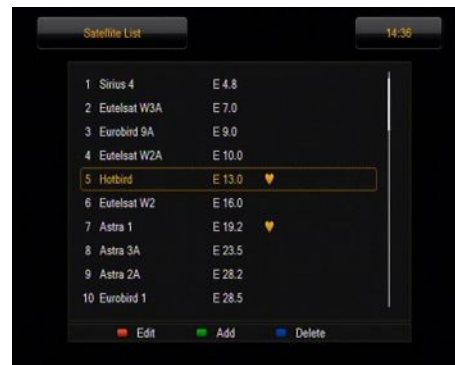 Satellite List 14:36
1 Sirius 4 E 4.8
2 Eutelsat W3A E 7.0
3 Eurobird 9A E 9.0
4 Eutelsat W2A E 10.0
5 Hotbird E 13.0
6 Eutelsat W2 E 16.0
7 Astra 1 E 19.2
8 Astra 3A E 23.5
9 Astra 2A E 28.2
10 Eurobird 1 E 28.5
Edit Add Delete